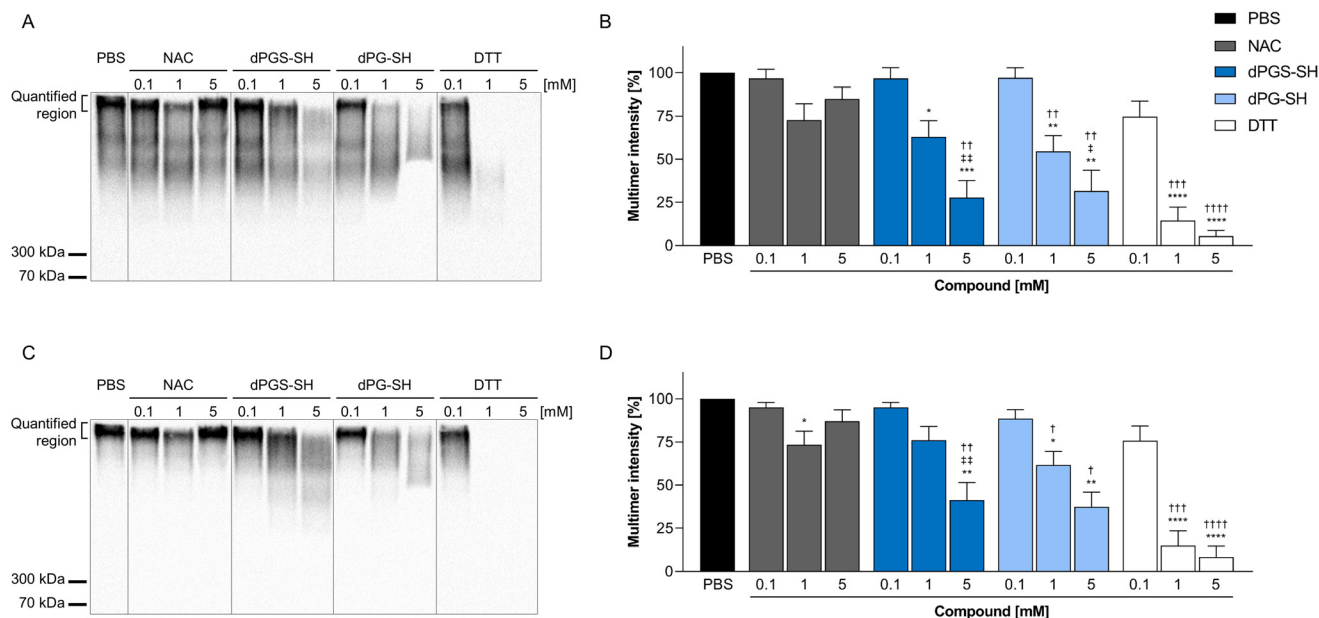 A
PBS NAC dPGS-SH dPG-SH DTT
0.1 1 5 0.1 1 5 0.1 1 5 0.1 1 5 [mM]
Quantified
region
300 kDa
70 kDa
B
PBS
NAC
dPGS-SH
dPG-SH
DTT
Multimer intensity [%]
100
75
50
25
0
*
††
‡‡
***
††
**
††
‡
**
†††
****
††††
****
PBS 0.1 1 5 0.1 1 5 0.1 1 5 0.1 1 5
Compound [mM]
C
PBS NAC dPGS-SH dPG-SH DTT
0.1 1 5 0.1 1 5 0.1 1 5 0.1 1 5 [mM]
Quantified
region
300 kDa
70 kDa
D
Multimer intensity [%]
100
75
50
25
0
*
††
‡‡
**
†
*
†
**
†††
****
††††
****
PBS 0.1 1 5 0.1 1 5 0.1 1 5 0.1 1 5
Compound [mM]